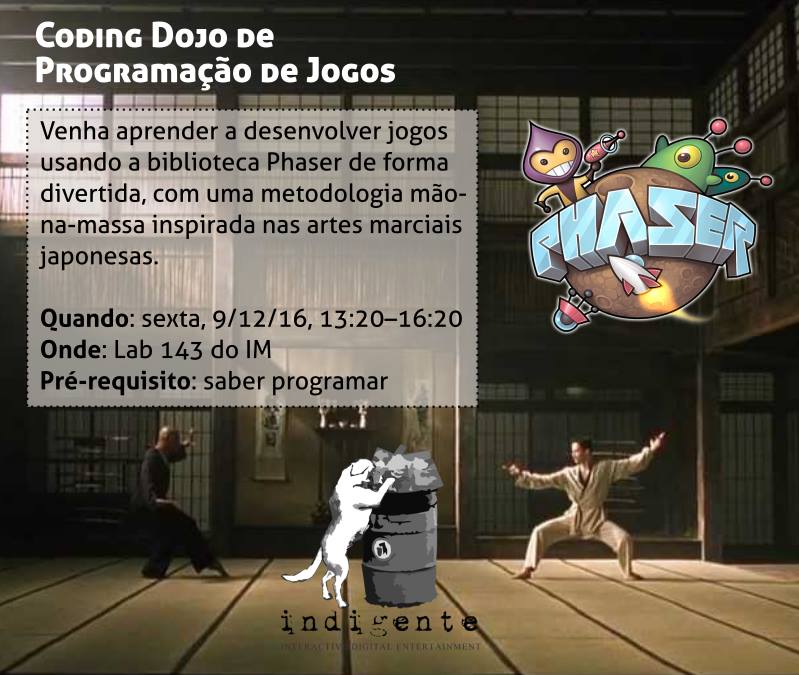 Coding Dojo de
Programação de Jogos
Venha aprender a desenvolver jogos
usando a biblioteca Phaser de forma
divertida, com uma metodologia mão-
na-massa inspirada nas artes marciais
japonesas.
Quando: sexta, 9/12/16, 13:20–16:20
Onde: Lab 143 do IM
Pré-requisito: saber programar
PHASER
indigente
INTERACTIVE DIGITAL ENTERTAINMENT